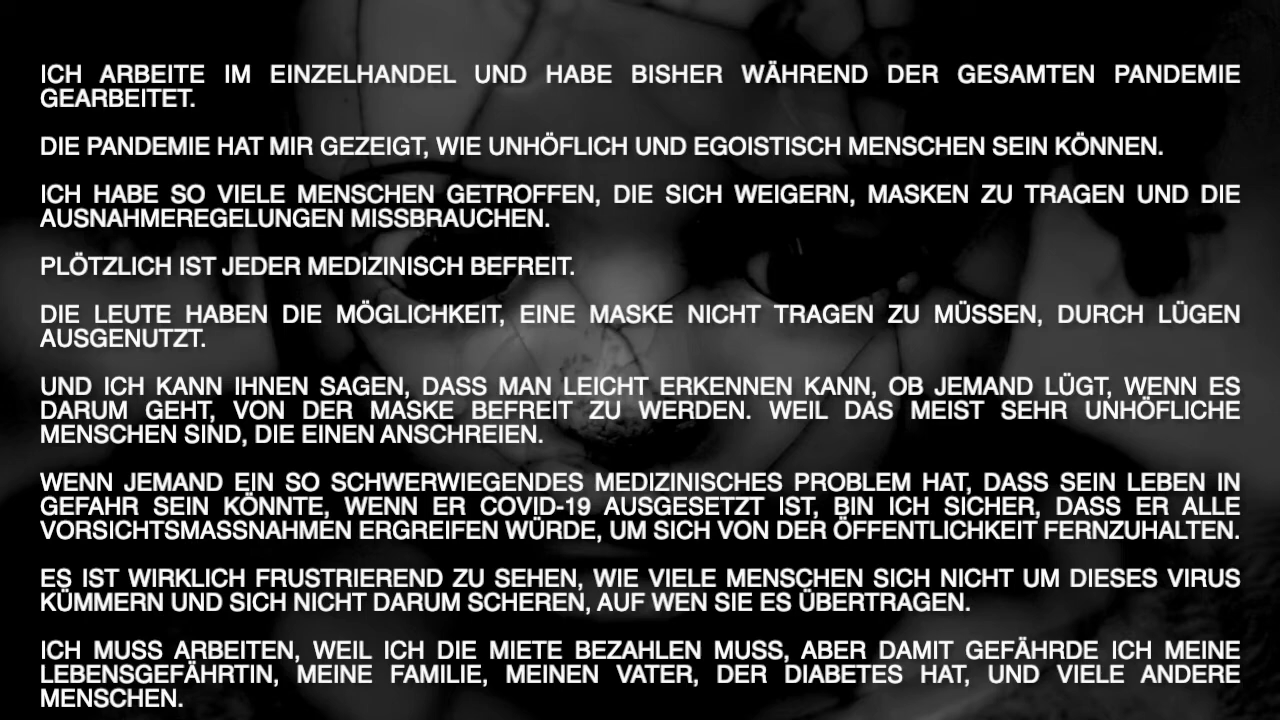 ICH ARBEITE IM EINZELHANDEL UND HABE BISHER WÄHREND DER GESAMTEN PANDEMIE
GEARBEITET.
DIE PANDEMIE HAT MIR GEZEIGT, WIE UNHÖFLICH UND EGOISTISCH MENSCHEN SEIN KÖNNEN.
ICH HABE SO VIELE MENSCHEN GETROFFEN, DIE SICH WEIGERN, MASKEN ZU TRAGEN UND DIE
AUSNAHMEREGELUNGEN MISSBRAUCHEN.
PLÖTZLICH IST JEDER MEDIZINISCH BEFREIT.
DIE LEUTE HABEN DIE MÖGLICHKEIT, EINE MASKE NICHT TRAGEN ZU MÜSSEN, DURCH LÜGEN
AUSGENUTZT.
UND ICH KANN IHNEN SAGEN, DASS MAN LEICHT ERKENNEN KANN, OB JEMAND LÜGT, WENN ES
DARUM GEHT, VON DER MASKE BEFREIT ZU WERDEN. WEIL DAS MEIST SEHR UNHÖFLICHE
MENSCHEN SIND, DIE EINEN ANSCHREIEN.
WENN JEMAND EIN SO SCHWERWIEGENDES MEDIZINISCHES PROBLEM HAT, DASS SEIN LEBEN IN
GEFAHR SEIN KÖNNTE, WENN ER COVID-19 AUSGESETZT IST, BIN ICH SICHER, DASS ER ALLE
VORSICHTSMASSNAHMEN ERGREIFEN WÜRDE, UM SICH VON DER ÖFFENTLICHKEIT FERNZUHALTEN.
ES IST WIRKLICH FRUSTRIEREND ZU SEHEN, WIE VIELE MENSCHEN SICH NICHT UM DIESES VIRUS
KÜMMERN UND SICH NICHT DARUM SCHEREN, AUF WEN SIE ES ÜBERTRAGEN.
ICH MUSS ARBEITEN, WEIL ICH DIE MIETE BEZAHLEN MUSS, ABER DAMIT GEFÄHRDE ICH MEINE
LEBENSGEFÄHRTIN, MEINE FAMILIE, MEINEN VATER, DER DIABETES HAT, UND VIELE ANDERE
MENSCHEN.